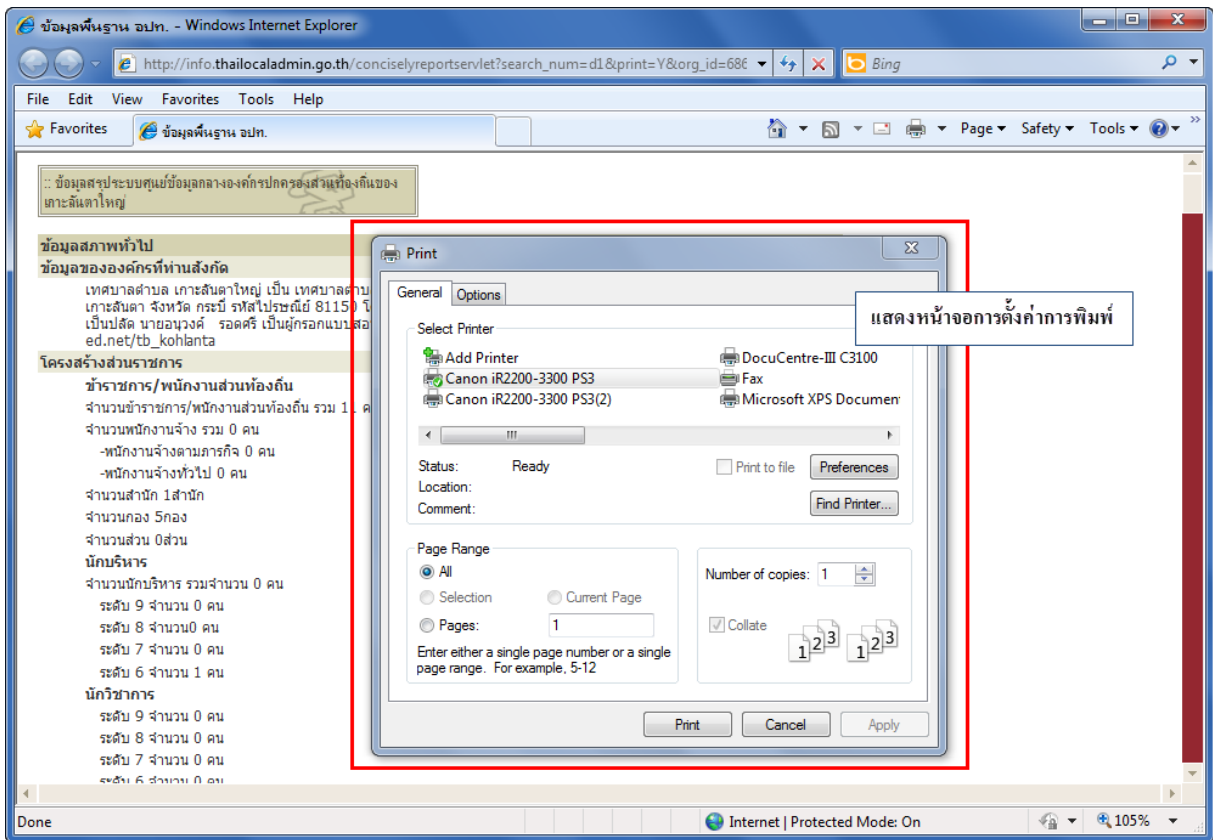 ข้อมูลพื้นฐาน อปท. - Windows Internet Explorer
http://info.thailocaladmin.go.th/conciselyreportservlet?search_num=d1&print=Y&org_id=686
Bing
File Edit View Favorites Tools Help
Favorites
ข้อมูลพื้นฐาน อปท.
Page Safety Tools
:: ข้อมูลสรุประบบศูนย์ข้อมูลกลางองค์กรปกครองส่วนท้องถิ่นของ
เกาะลันตาใหญ่
ข้อมูลสภาพทั่วไป
ข้อมูลขององค์กรที่ท่านสังกัด
เทศบาลตำบล เกาะลันตาใหญ่ เป็น เทศบาลตำบ
เกาะลันตา จังหวัด กระบี่ รหัสไปรษณีย์ 81150 โ
เป็นปลัด นายอนุวงค์ รอดศรี เป็นผู้กรอกแบบสอ
ed.net/tb_kohlanta
โครงสร้างส่วนราชการ
ข้าราชการ/พนักงานส่วนท้องถิ่น
จำนวนข้าราชการ/พนักงานส่วนท้องถิ่น รวม 11 ค
จำนวนพนักงานจ้าง รวม 0 คน
-พนักงานจ้างตามภารกิจ 0 คน
-พนักงานจ้างทั่วไป 0 คน
จำนวนสำนัก 1สำนัก
จำนวนกอง 5กอง
จำนวนส่วน 0ส่วน
นักบริหาร
จำนวนนักบริหาร รวมจำนวน 0 คน
ระดับ 9 จำนวน 0 คน
ระดับ 8 จำนวน0 คน
ระดับ 7 จำนวน 0 คน
ระดับ 6 จำนวน 1 คน
นักวิชาการ
ระดับ 9 จำนวน 0 คน
ระดับ 8 จำนวน 0 คน
ระดับ 7 จำนวน 0 คน
ระดับ 6 จำนวน 0 คน
Print
General Options
แสดงหน้าจอการตั้งค่าการพิมพ์
Select Printer
Add Printer
DocuCentre-III C3100
Canon iR2200-3300 PS3
Fax
Canon iR2200-3300 PS3(2)
Microsoft XPS Documen
Status: Ready
Print to file
Preferences
Location:
Comment:
Find Printer...
Page Range
All
Number of copies: 1
Selection
Current Page
Pages: 1
Collate
1 2 3 1 2 3
Enter either a single page number or a single
page range. For example, 5-12
Print Cancel Apply
Done
Internet | Protected Mode: On
105%